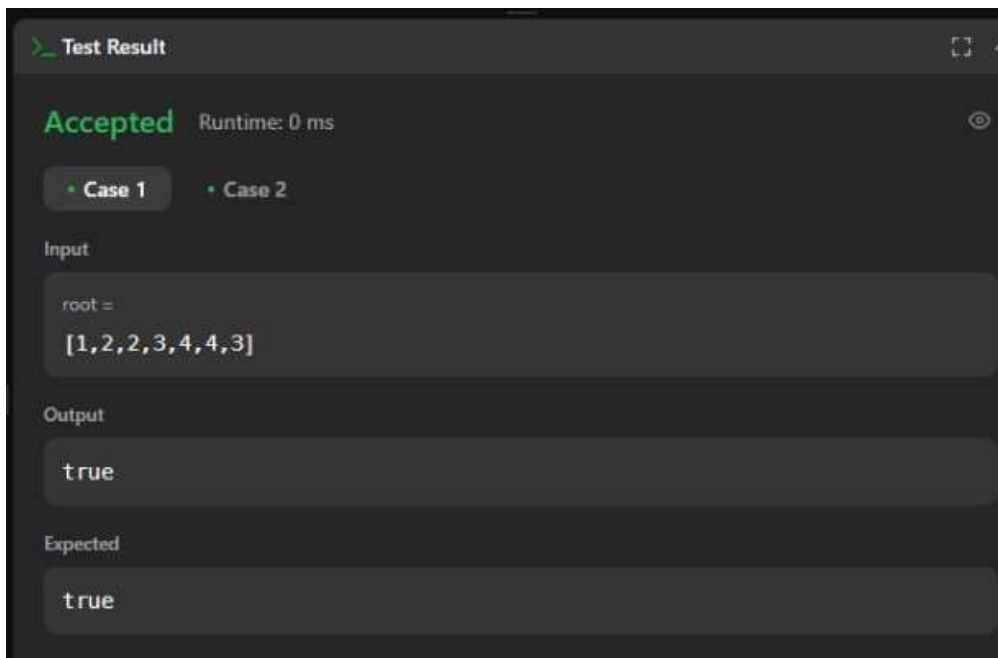 >_ Test Result
Accepted Runtime: 0 ms
• Case 1 • Case 2
Input
root =
[1,2,2,3,4,4,3]
Output
true
Expected
true